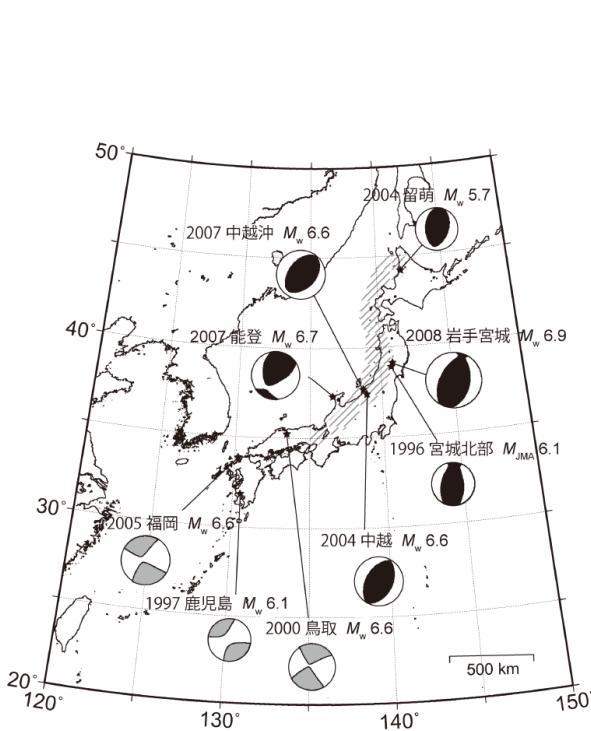 50°
2004 留萌 Mw 5.7
2007 中越沖 Mw 6.6
40°
2007 能登 Mw 6.7
2008 岩手宮城 Mw 6.9
1996 宮城北部 MJMA 6.1
30°
2005 福岡 Mw 6.6
2004 中越 Mw 6.6
1997 鹿児島 Mw 6.1
2000 鳥取 Mw 6.6
500 km
20°
120°
130°
140°
150°